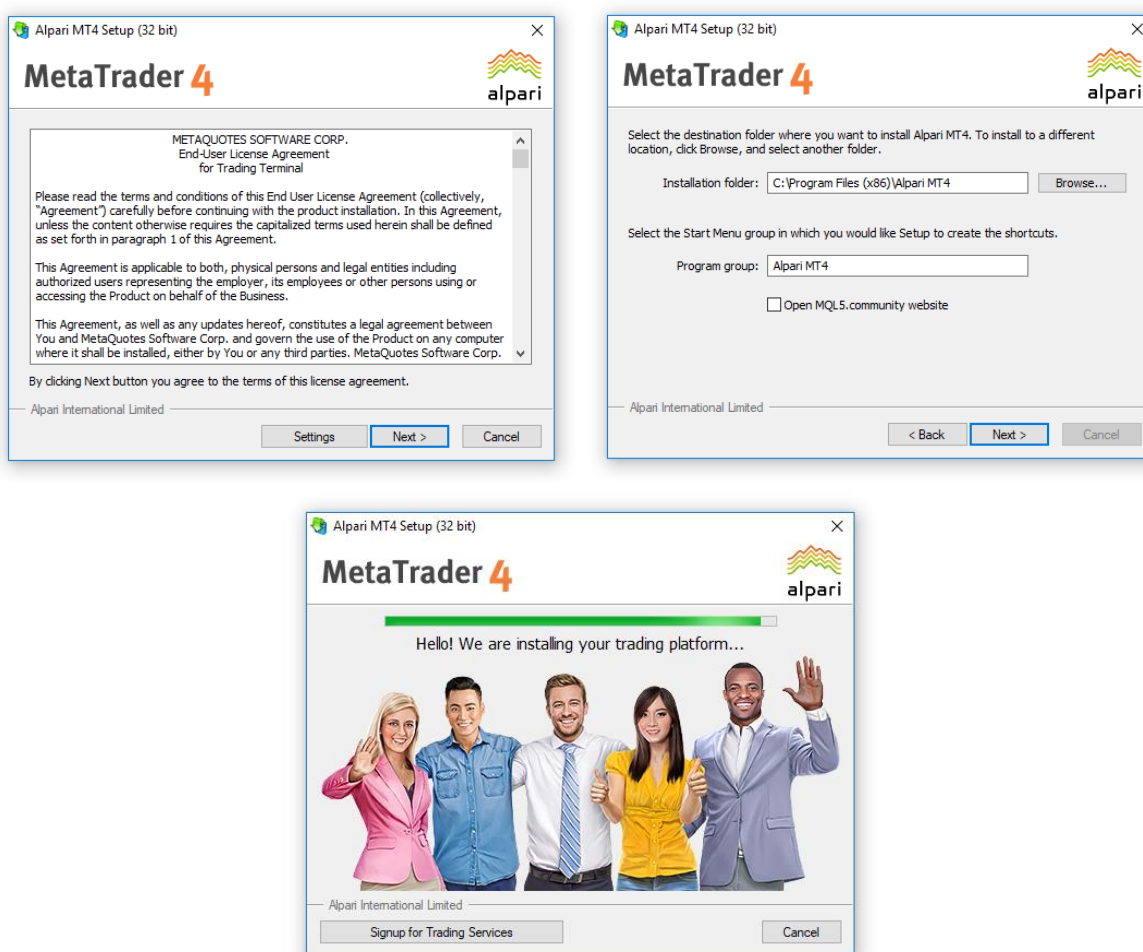 Alpari MT4 Setup (32 bit)
MetaTrader 4
alpari
METAQUOTES SOFTWARE CORP.
End-User License Agreement
for Trading Terminal
Please read the terms and conditions of this End User License Agreement (collectively,
"Agreement") carefully before continuing with the product installation. In this Agreement,
unless the content otherwise requires the capitalized terms used herein shall be defined
as set forth in paragraph 1 of this Agreement.
This Agreement is applicable to both, physical persons and legal entities including
authorized users representing the employer, its employees or other persons using or
accessing the Product on behalf of the Business.
This Agreement, as well as any updates hereof, constitutes a legal agreement between
You and MetaQuotes Software Corp. and govern the use of the Product on any computer
where it shall be installed, either by You or any third parties. MetaQuotes Software Corp.
By clicking Next button you agree to the terms of this license agreement.
Alpari International Limited
Settings
Next >
Cancel
Alpari MT4 Setup (32 bit)
MetaTrader 4
alpari
Select the destination folder where you want to install Alpari MT4. To install to a different
location, click Browse, and select another folder.
Installation folder: C:\Program Files (x86)\Alpari MT4 Browse...
Select the Start Menu group in which you would like Setup to create the shortcuts.
Program group: Alpari MT4
Open MQL5.community website
Alpari International Limited
< Back
Next >
Cancel
Alpari MT4 Setup (32 bit)
MetaTrader 4
alpari
Hello! We are installing your trading platform...
Alpari International Limited
Signup for Trading Services
Cancel